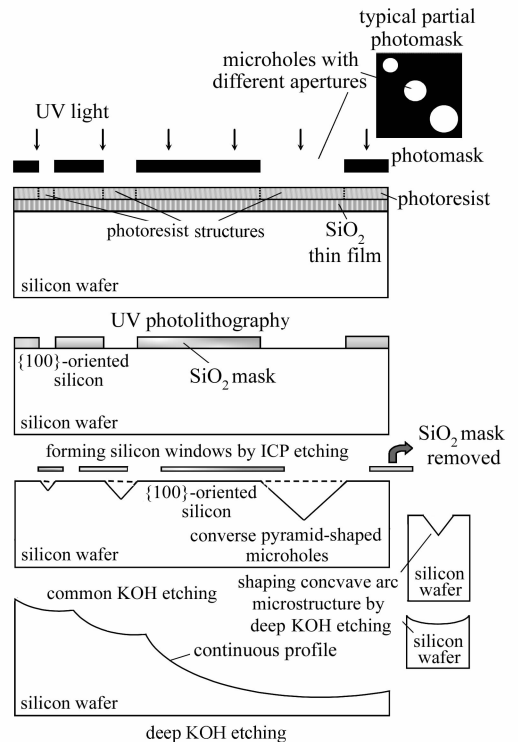 typical partial
photomask
microholes with
different apertures
UV light
photomask
photoresist
photoresist structures
SiO2
thin film
silicon wafer
UV photolithography
{100}-oriented
silicon
SiO2 mask
silicon wafer
forming silicon windows by ICP etching
SiO2 mask
removed
{100}-oriented
silicon
converse pyramid-shaped
microholes
silicon wafer
common KOH etching
shaping concvave arc
microstructure by
deep KOH etching
silicon
wafer
silicon
wafer
continuous profile
silicon wafer
deep KOH etching